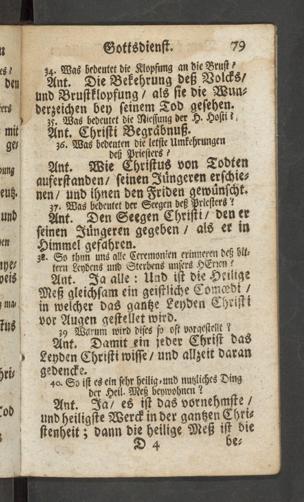 Gottsdienst. 79
34. Was bedeutet die Klopfung an die Brust /
Ant. Die Bekehrung deß Volcks /
und Brustklopfung / als sie die Wun-
derzeichen bey seinem Tod gesehen.
35. Was bedeutet die Niessung der H. Hosti?
Ant. Christi Begräbnuß.
36. Was bedeuten die letste Umkehrungen
deß Priesters /
Ant. Wie Christus von Todten
auferstanden / seinen Jüngeren erschie-
nen / und ihnen den Friden gewünscht.
37. Was bedeutet der Seegen deß Priesters?
Ant. Den Seegen Christi / den er
seinen Jüngeren gegeben / als er in
Himmel gefahren.
38. So thun uns alle Ceremonien erinneren deß bit-
tern Leydens und Sterbens unsers HErren /
Ant. Ja alle: Und ist die Heilige
Meß gleichsam ein geistliche Comœdi /
in welcher das gantze Leyden Christi
vor Augen gestellet wird.
39 Warum wird dises so oft vorgestellt?
Ant. Damit ein jeder Christ das
Leyden Christi wisse / und allzeit daran
gedencke.
40. So ist es ein sehr heilig- und nutzliches Ding
der Heil. Meß beywohnen?
Ant. Ja / es ist das vornehmste /
und heiligste Werck in der gantzen Chri-
stenheit; dann die heilige Meß ist die
D 4 be-